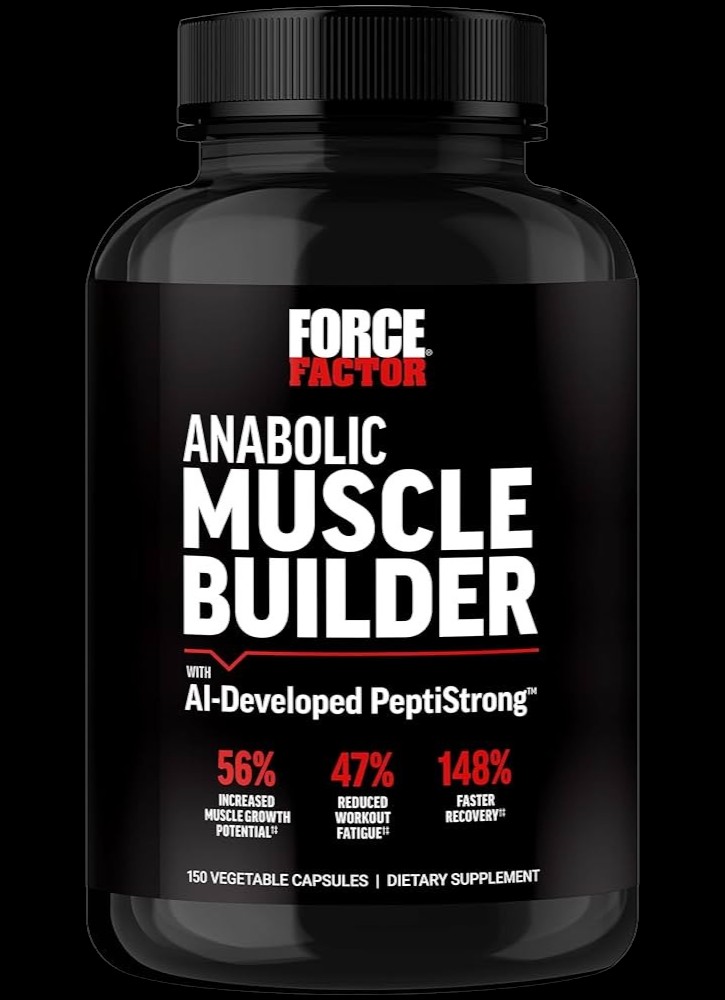 FORCE
FACTOR®
ANABOLIC
MUSCLE
BUILDER
WITH
AI-Developed PeptiStrong™
56% 47% 148%
INCREASED MUSCLE GROWTH POTENTIAL‡‡
REDUCED WORKOUT FATIGUE‡‡
FASTER RECOVERY‡‡
150 VEGETABLE CAPSULES | DIETARY SUPPLEMENT